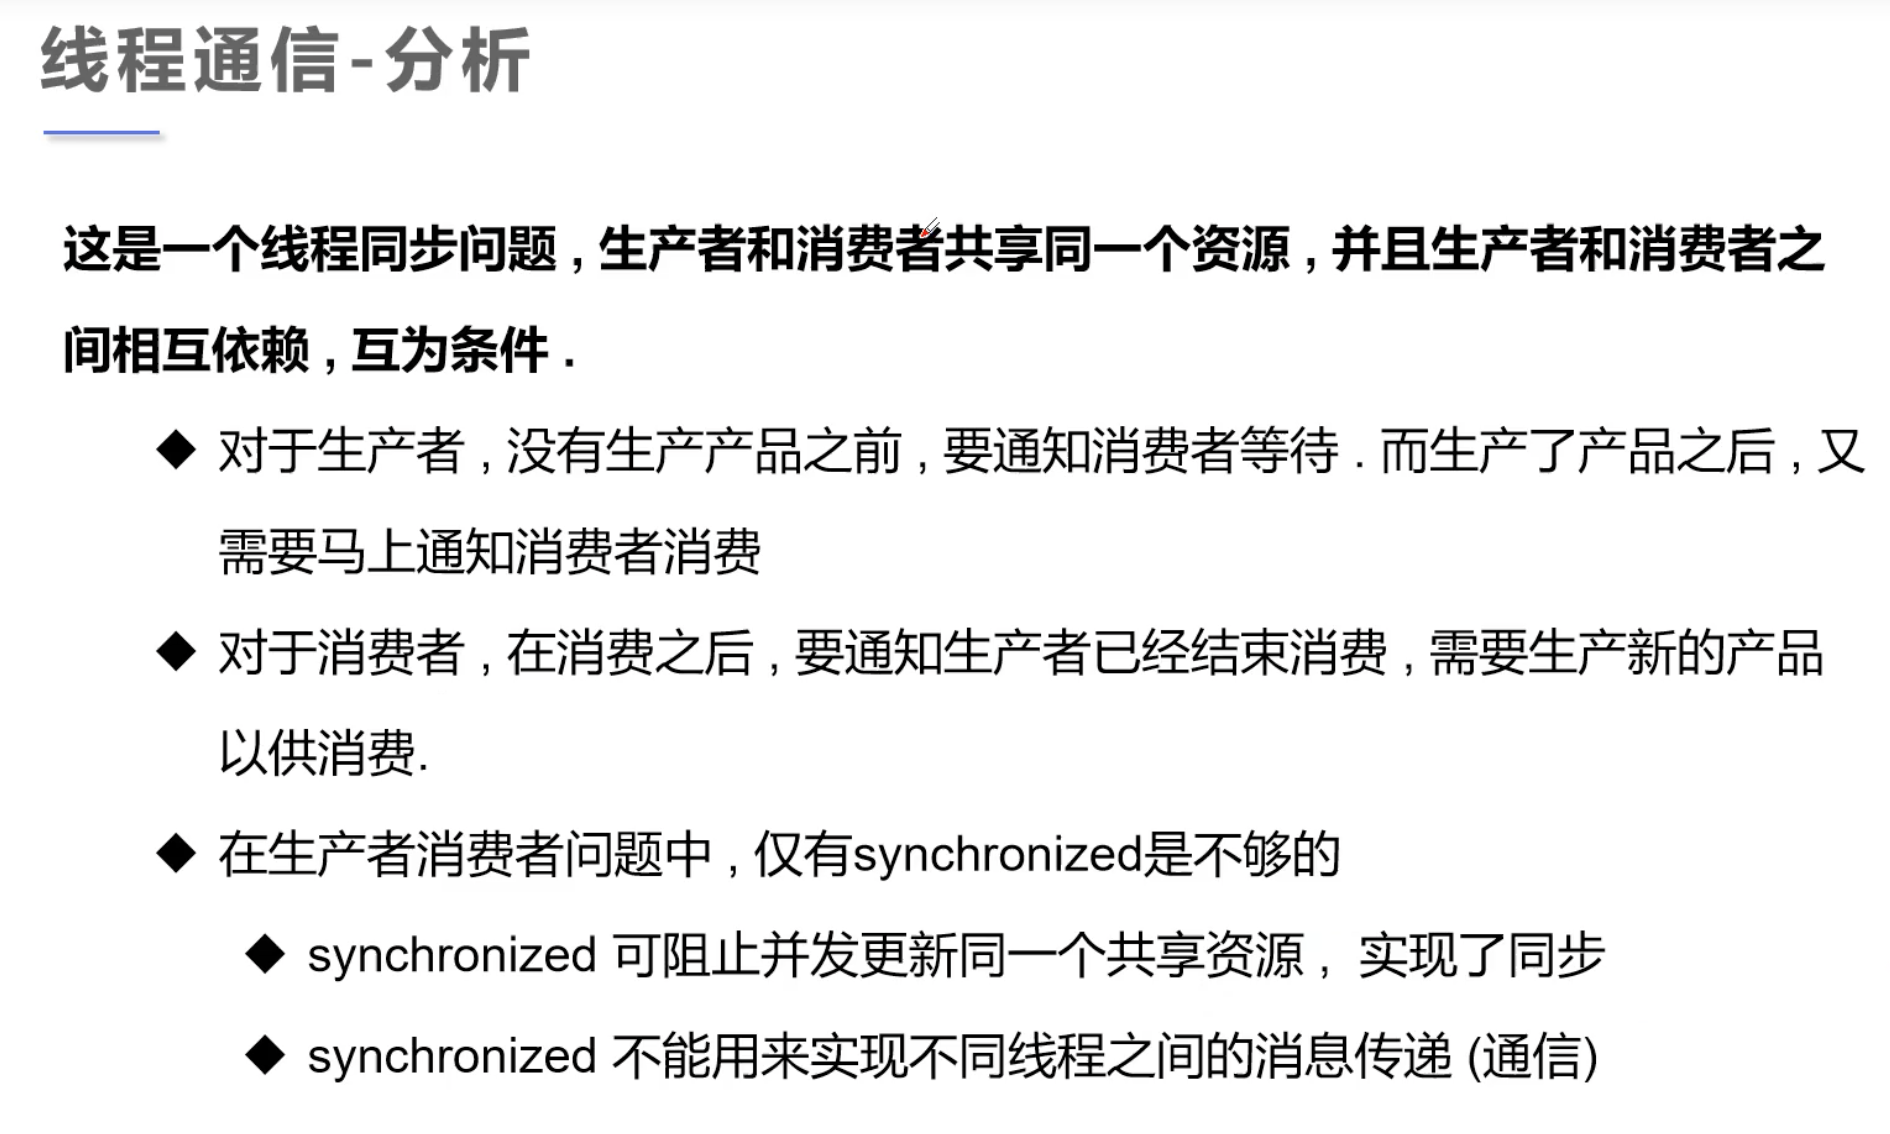 线程通信-分析
这是一个线程同步问题 , 生产者和消费者共享同一个资源 , 并且生产者和消费者之
间相互依赖 , 互为条件 .
◆ 对于生产者 , 没有生产产品之前 , 要通知消费者等待 . 而生产了产品之后 , 又
需要马上通知消费者消费
◆ 对于消费者 , 在消费之后 , 要通知生产者已经结束消费 , 需要生产新的产品
以供消费.
◆ 在生产者消费者问题中 , 仅有synchronized是不够的
◆ synchronized 可阻止并发更新同一个共享资源 , 实现了同步
◆ synchronized 不能用来实现不同线程之间的消息传递 (通信)